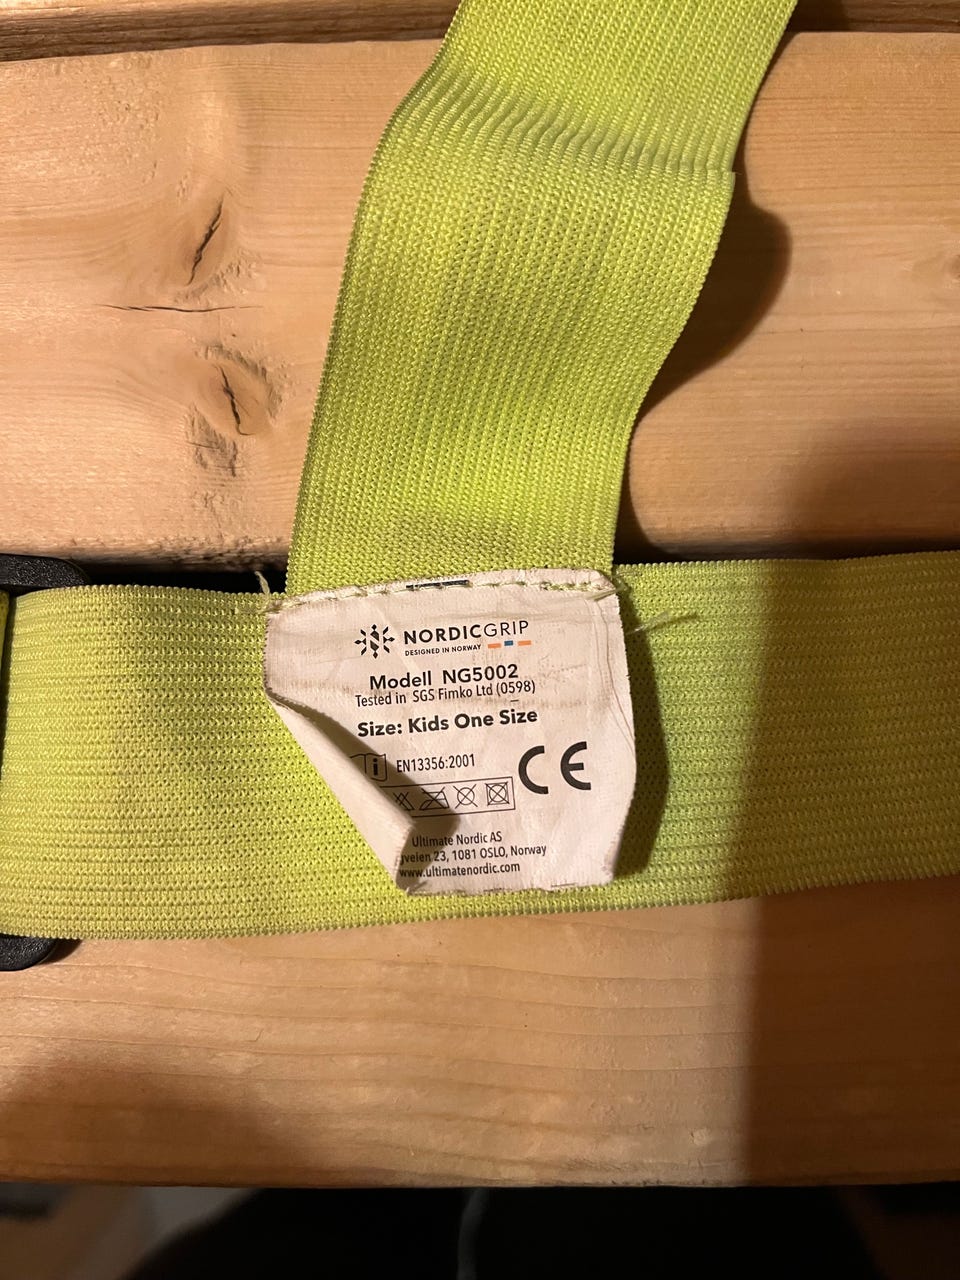 NORDICGRIP
DESIGNED IN NORWAY
Modell NG5002
Tested in SGS Fimko Ltd (0598)
Size: Kids One Size
i EN13356:2001
CE
Ultimate Nordic AS
23, 1081 OSLO, Norway
www.ultimatenordic.com